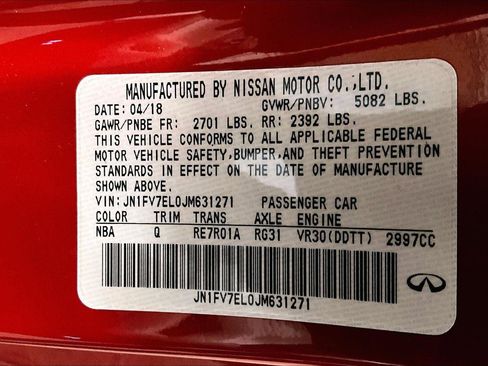 MANUFACTURED BY NISSAN MOTOR CO.,LTD.
DATE: 04/18 GVWR/PNBV: 5082 LBS.
GAWR/PNBE FR: 2701 LBS. RR: 2392 LBS.
THIS VEHICLE CONFORMS TO ALL APPLICABLE FEDERAL
MOTOR VEHICLE SAFETY,BUMPER,AND THEFT PREVENTION
STANDARDS IN EFFECT ON THE DATE OF MANUFACTURE
SHOWN ABOVE.
VIN: JN1FV7EL0JM631271 PASSENGER CAR
COLOR TRIM TRANS AXLE ENGINE
NBA Q RE7R01A RG31 VR30(DDTT) 2997CC
JN1FV7EL0JM631271